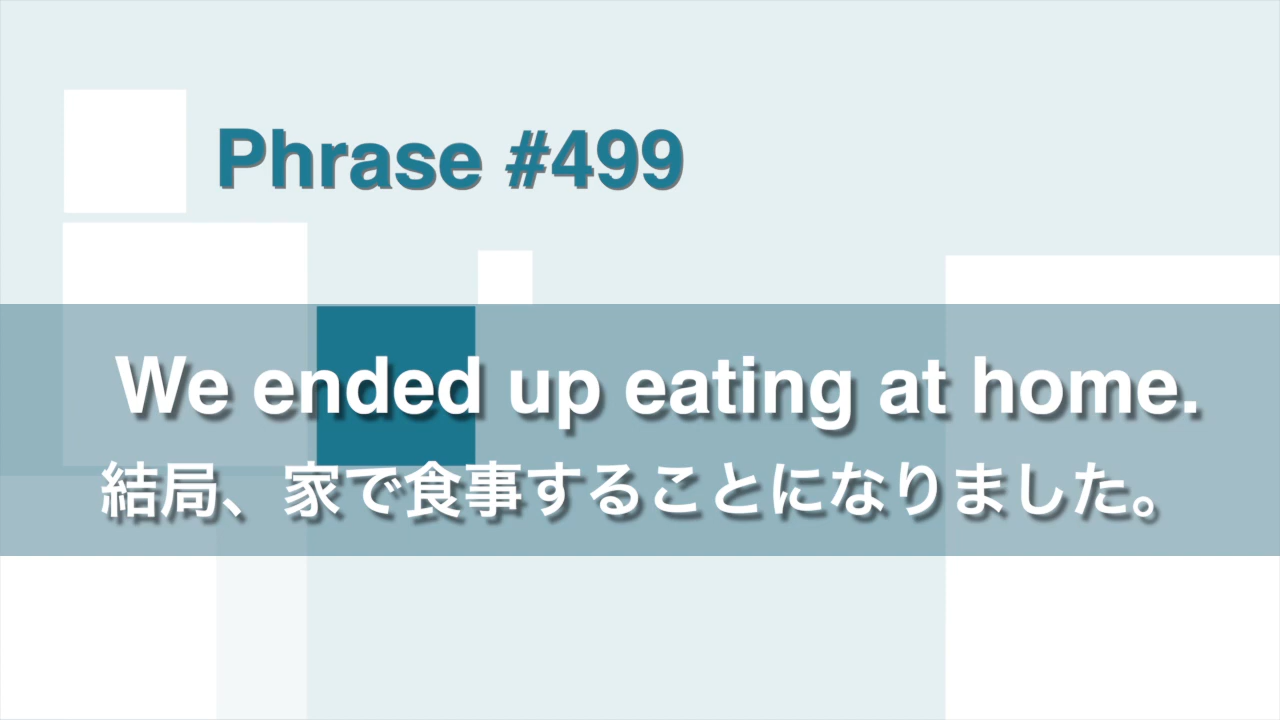 Phrase #499
We ended up eating at home.
結局、家で食事することになりました。